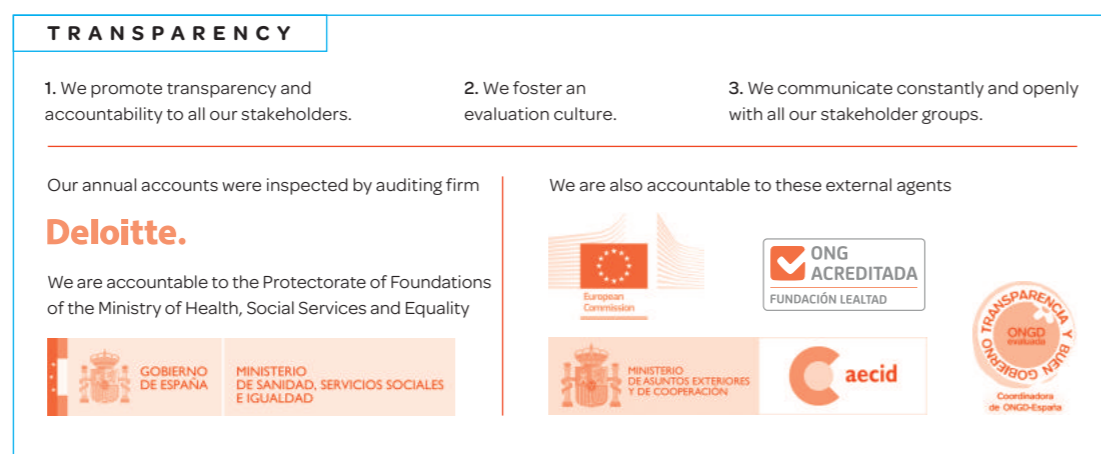 TRANSPARENCY
1. We promote transparency and
accountability to all our stakeholders.
2. We foster an
evaluation culture.
3. We communicate constantly and openly
with all our stakeholder groups.
Our annual accounts were inspected by auditing firm
Deloitte.
We are accountable to the Protectorate of Foundations
of the Ministry of Health, Social Services and Equality
GOBIERNO
DE ESPAÑA
MINISTERIO
DE SANIDAD, SERVICIOS SOCIALES
E IGUALDAD
We are also accountable to these external agents
European
Commission
ONG
ACREDITADA
FUNDACIÓN LEALTAD
MINISTERIO
DE ASUNTOS EXTERIORES
Y DE COOPERACIÓN
aecid
TRANSPARENCIA Y BUEN GOBIERNO
ONGD
evaluada
Coordinadora
de ONGD-España